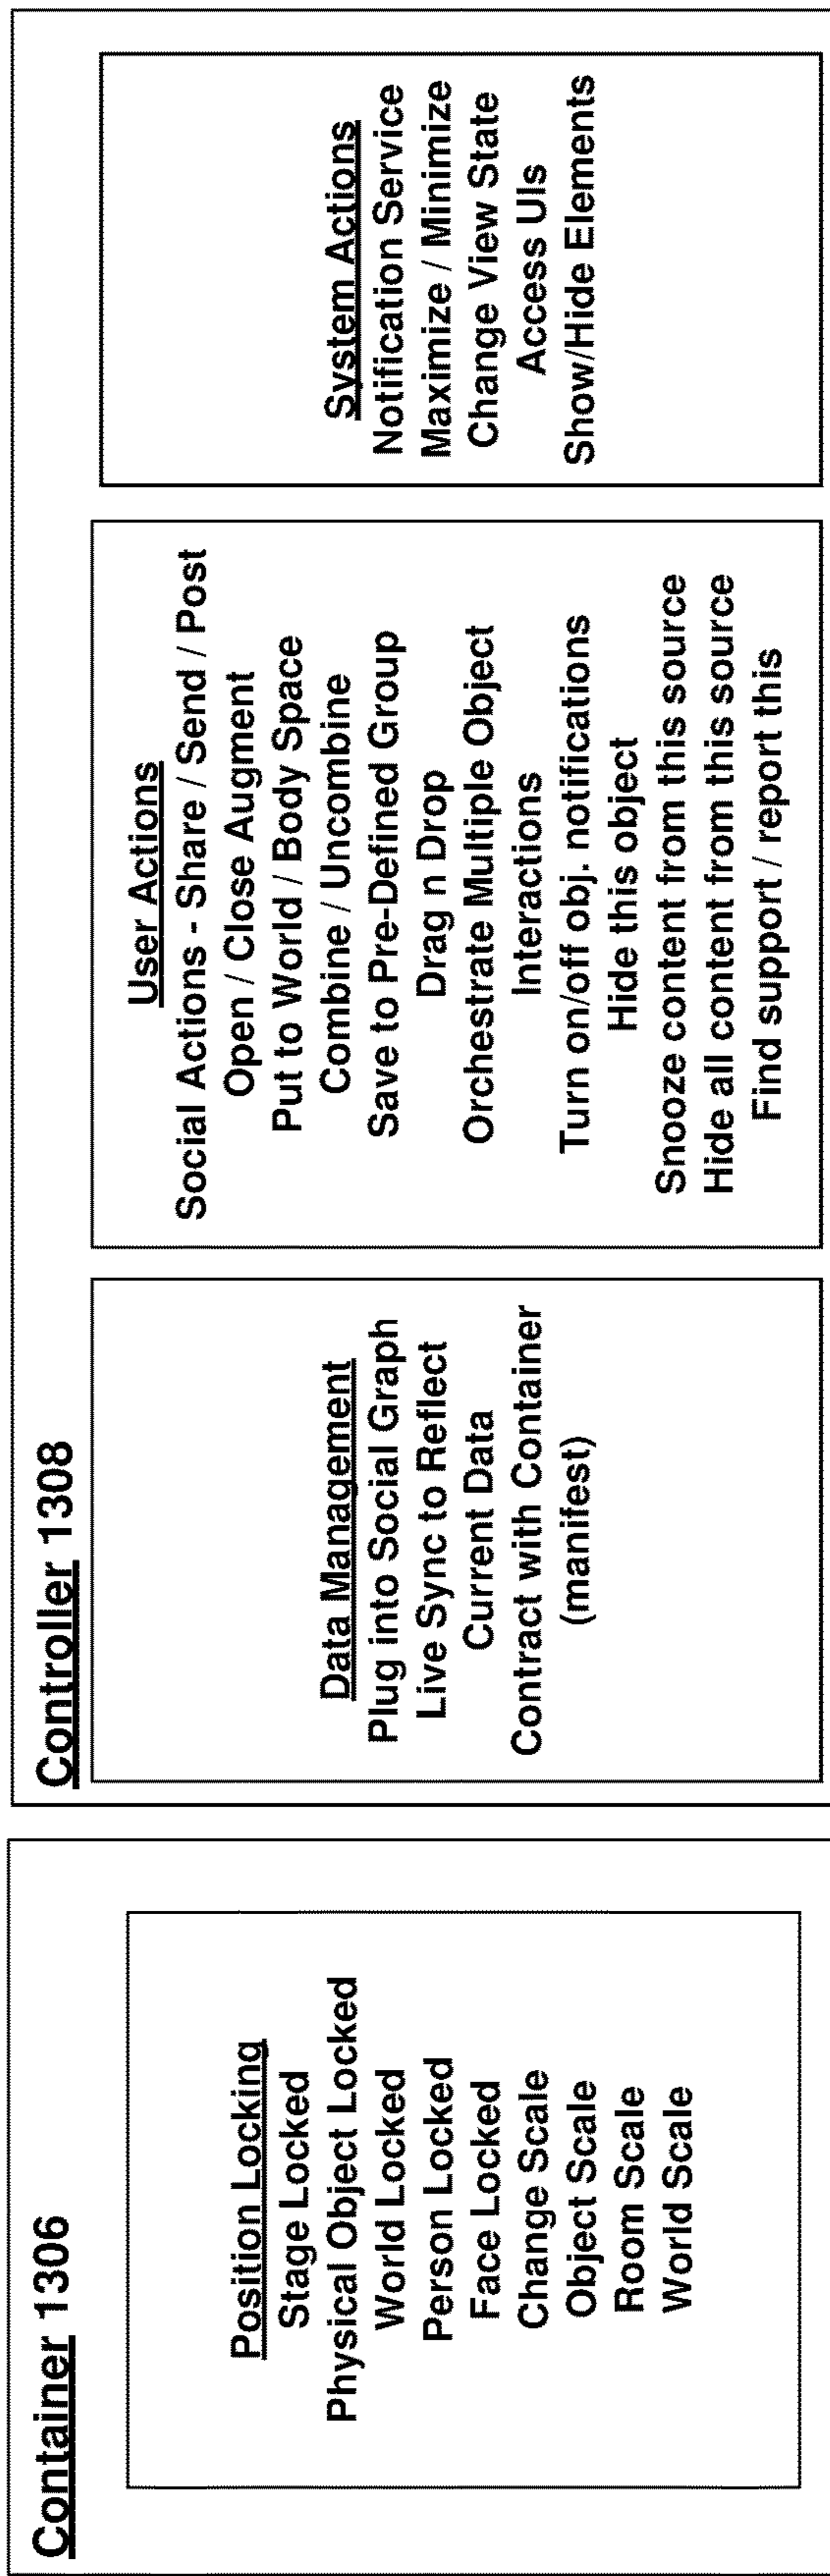 Container 1306
Position Locking
Stage Locked
Physical Object Locked
World Locked
Person Locked
Face Locked
Change Scale
Object Scale
Room Scale
World Scale
Controller 1308
Data Management
Plug into Social Graph
Live Sync to Reflect
Current Data
Contract with Container
(manifest)
User Actions
Social Actions - Share / Send / Post
Open / Close Augment
Put to World / Body Space
Combine / Uncombine
Save to Pre-Defined Group
Drag n Drop
Orchestrate Multiple Object
Interactions
Turn on/off obj. notifications
Hide this object
Snooze content from this source
Hide all content from this source
Find support / report this
System Actions
Notification Service
Maximize / Minimize
Change View State
Access UIs
Show/Hide Elements